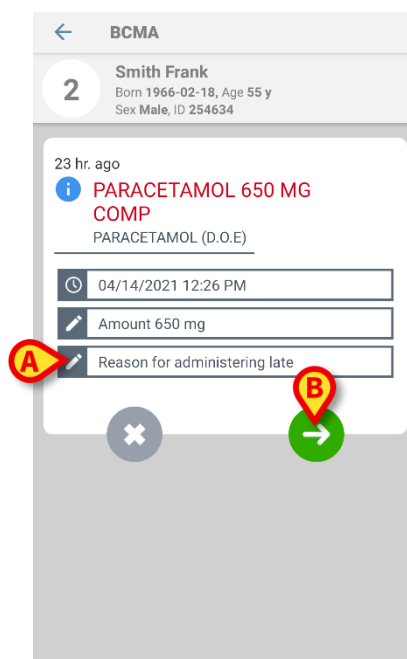 BCMA
2
Smith Frank
Born 1966-02-18, Age 55 y
Sex Male, ID 254634
23 hr. ago
i PARACETAMOL 650 MG
COMP
PARACETAMOL (D.O.E)
04/14/2021 12:26 PM
Amount 650 mg
A
Reason for administering late
B